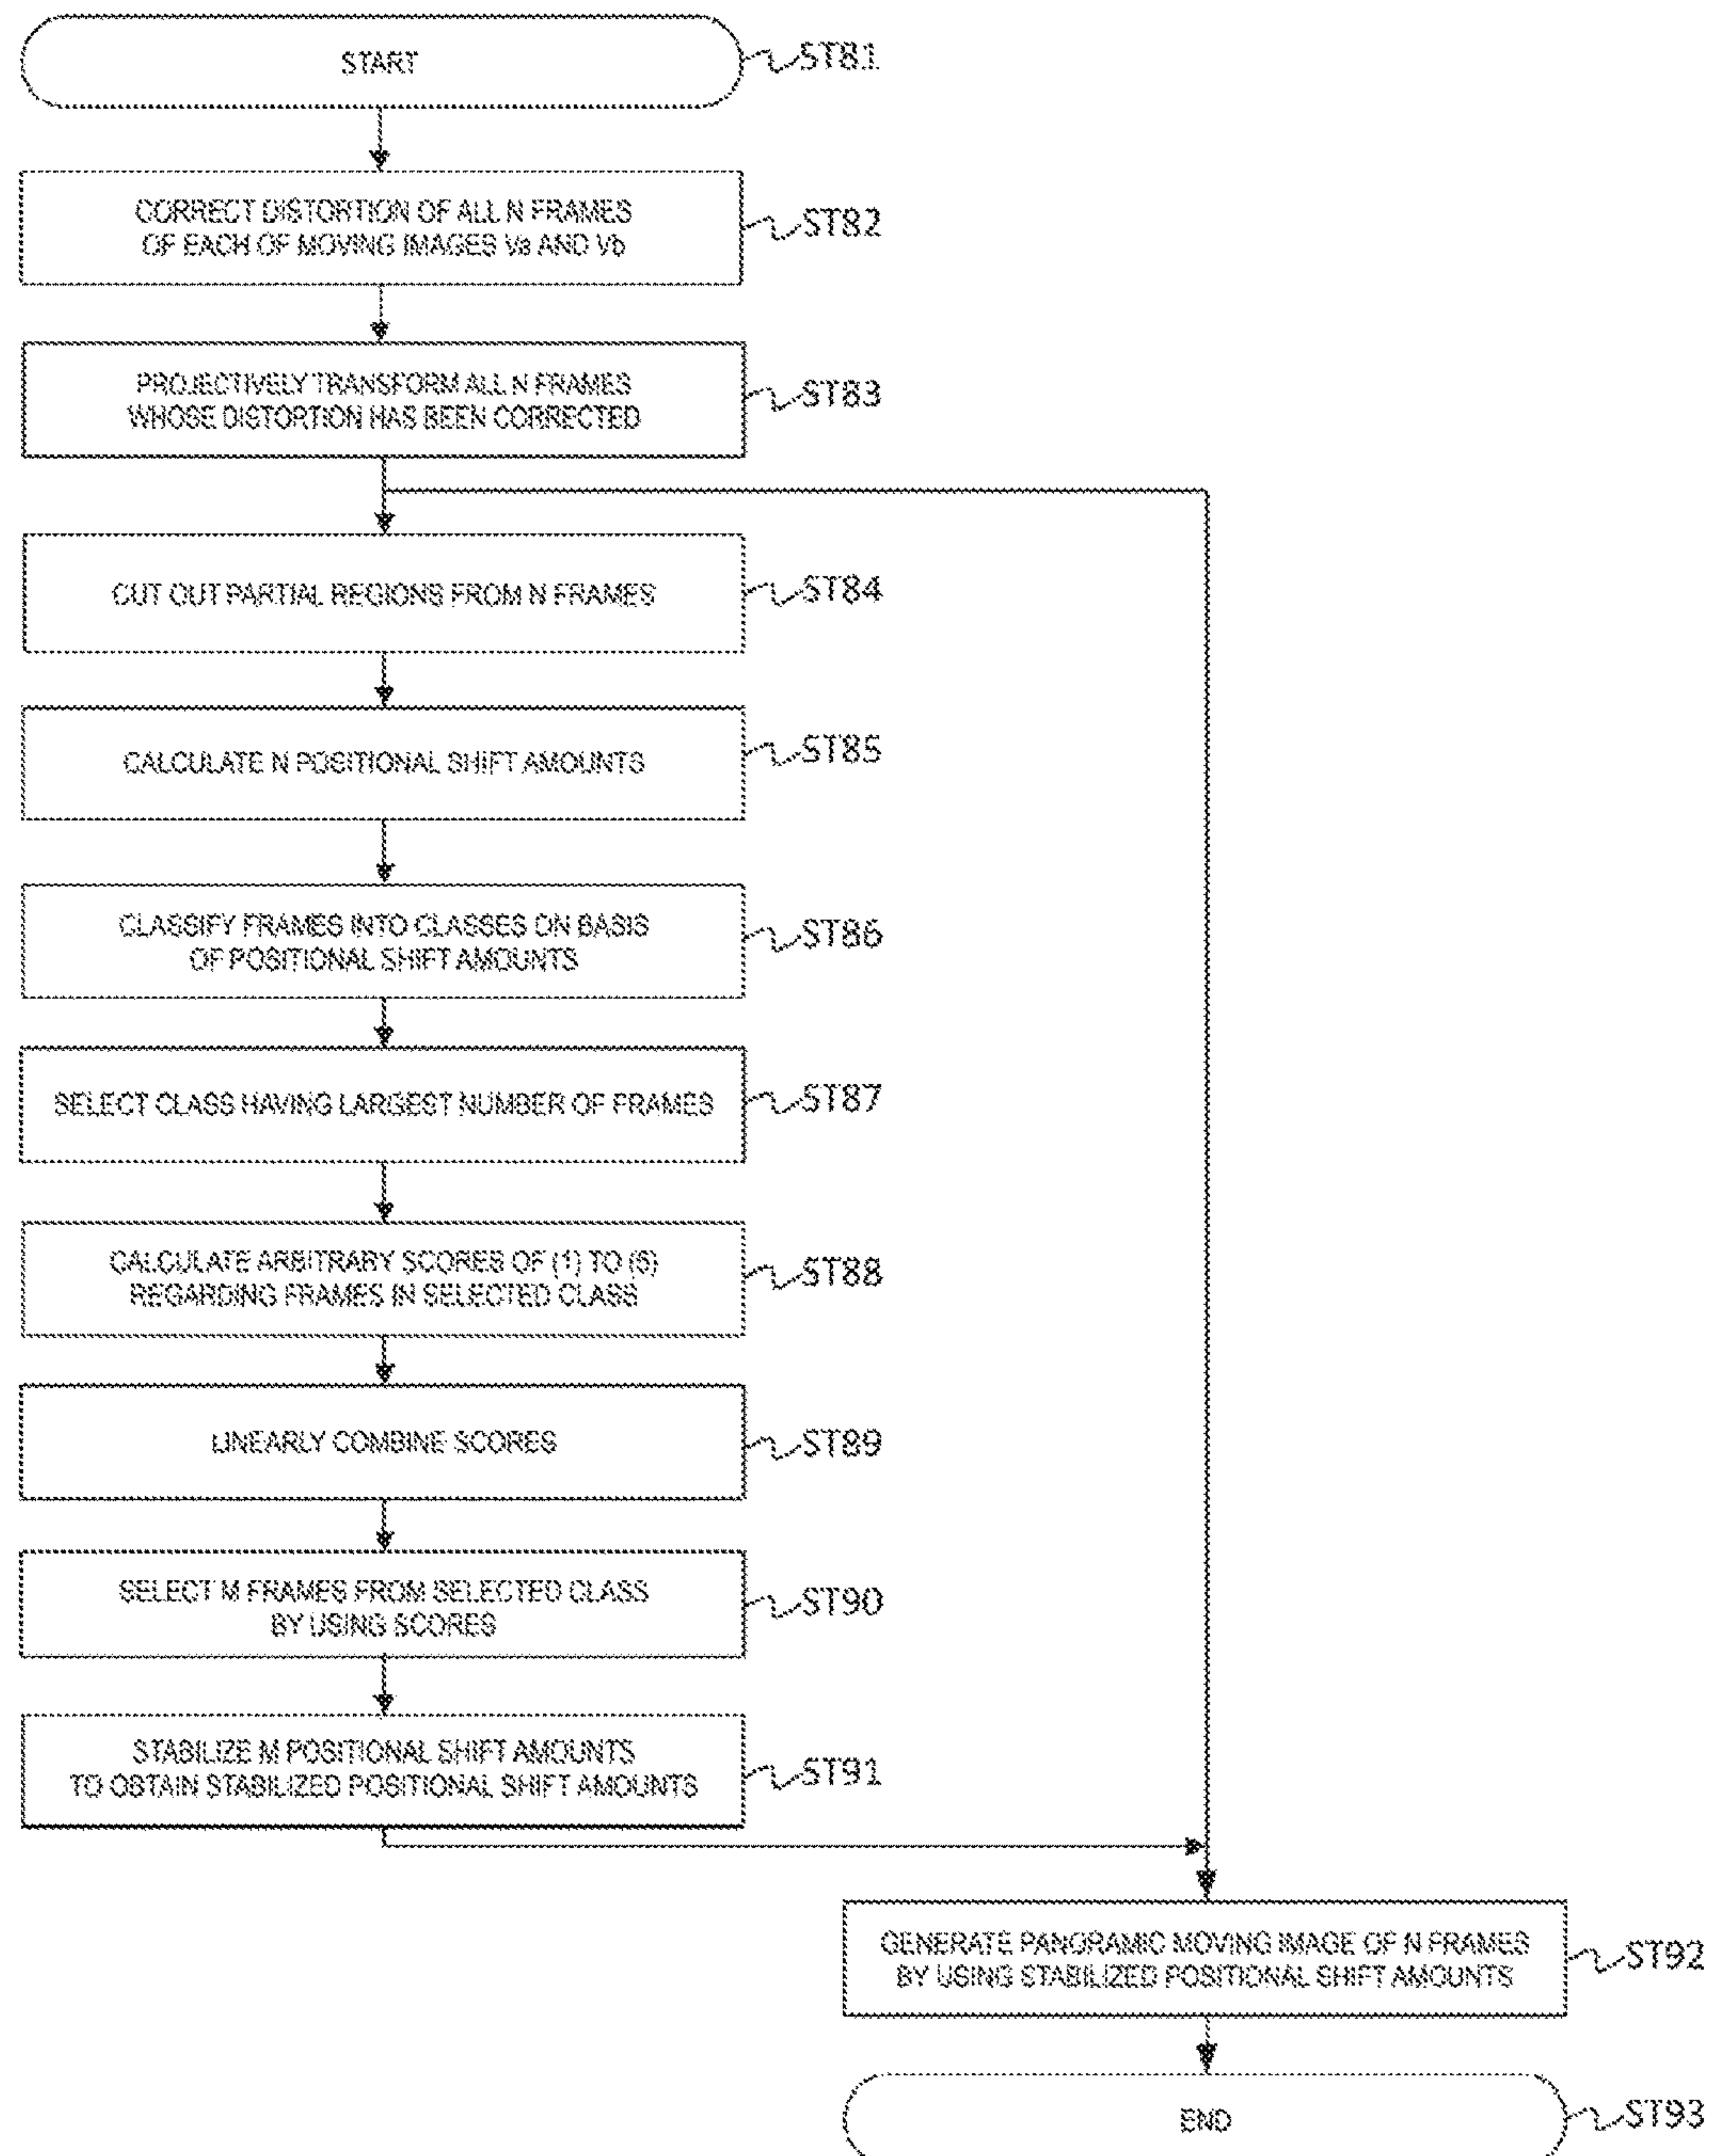 START
ST81
CORRECT DISTORTION OF ALL N FRAMES
OF EACH OF MOVING IMAGES Va AND Vb
ST82
PROJECTIVELY TRANSFORM ALL N FRAMES
WHOSE DISTORTION HAS BEEN CORRECTED
ST83
CUT OUT PARTIAL REGIONS FROM N FRAMES
ST84
CALCULATE N POSITIONAL SHIFT AMOUNTS
ST85
CLASSIFY FRAMES INTO CLASSES ON BASIS
OF POSITIONAL SHIFT AMOUNTS
ST86
SELECT CLASS HAVING LARGEST NUMBER OF FRAMES
ST87
CALCULATE ARBITRARY SCORES OF (1) TO
REGARDING FRAMES IN SELECTED CLASS
ST88
LINEARLY COMBINE SCORES
ST89
SELECT M FRAMES FROM SELECTED CLASS
BY USING SCORES
ST90
STABILIZE M POSITIONAL SHIFT AMOUNTS
TO OBTAIN STABILIZED POSITIONAL SHIFT AMOUNTS
ST91
GENERATE PANORAMIC MOVING IMAGE OF N FRAMES
BY USING STABILIZED POSITIONAL SHIFT AMOUNTS
ST92
END
ST93